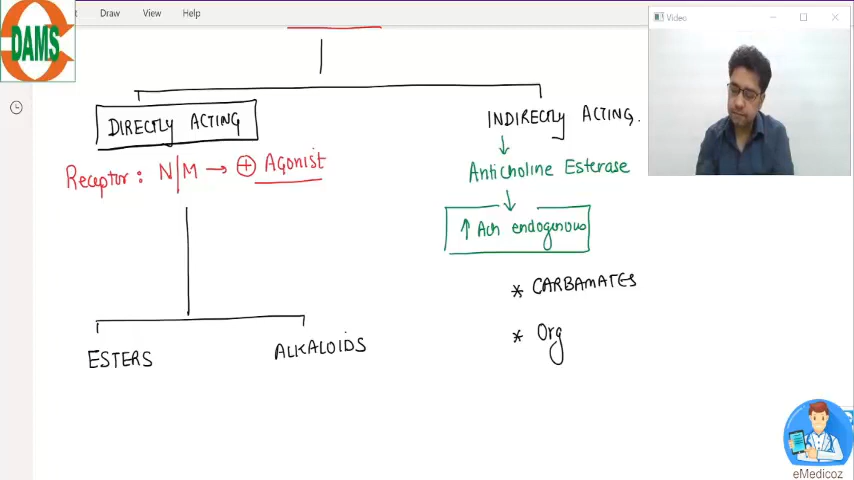 DAMS
Draw View Help
Video
DIRECTLY ACTING
INDIRECTLY ACTING.
Receptor: N|M → ⊕ Agonist
↓
Anticholine Esterase
↓
↑ Ach endogenous
* CARBAMATES
* Org
ESTERS
ALKALOIDS
eMedicoz